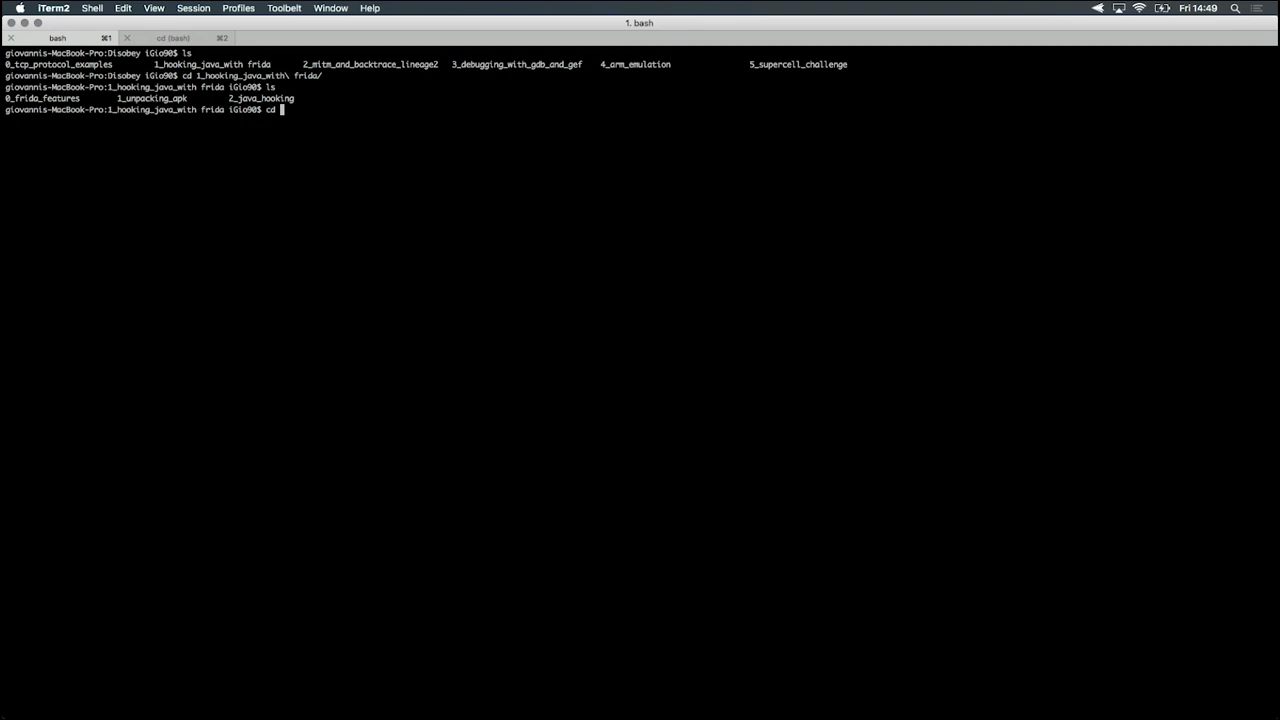 iTerm2 Shell Edit View Session Profiles Toolbelt Window Help Fri 14:49
1. bash
bash ⌘1 cd (bash) ⌘2
giovannis-MacBook-Pro:Disobey iGio90$ ls
0_tcp_protocol_examples 1_hooking_java_with frida 2_mitm_and_backtrace_lineage2 3_debugging_with_gdb_and_gef 4_arm_emulation 5_supercell_challenge
giovannis-MacBook-Pro:Disobey iGio90$ cd 1_hooking_java_with\ frida/
giovannis-MacBook-Pro:1_hooking_java_with frida iGio90$ ls
0_frida_features 1_unpacking_apk 2_java_hooking
giovannis-MacBook-Pro:1_hooking_java_with frida iGio90$ cd